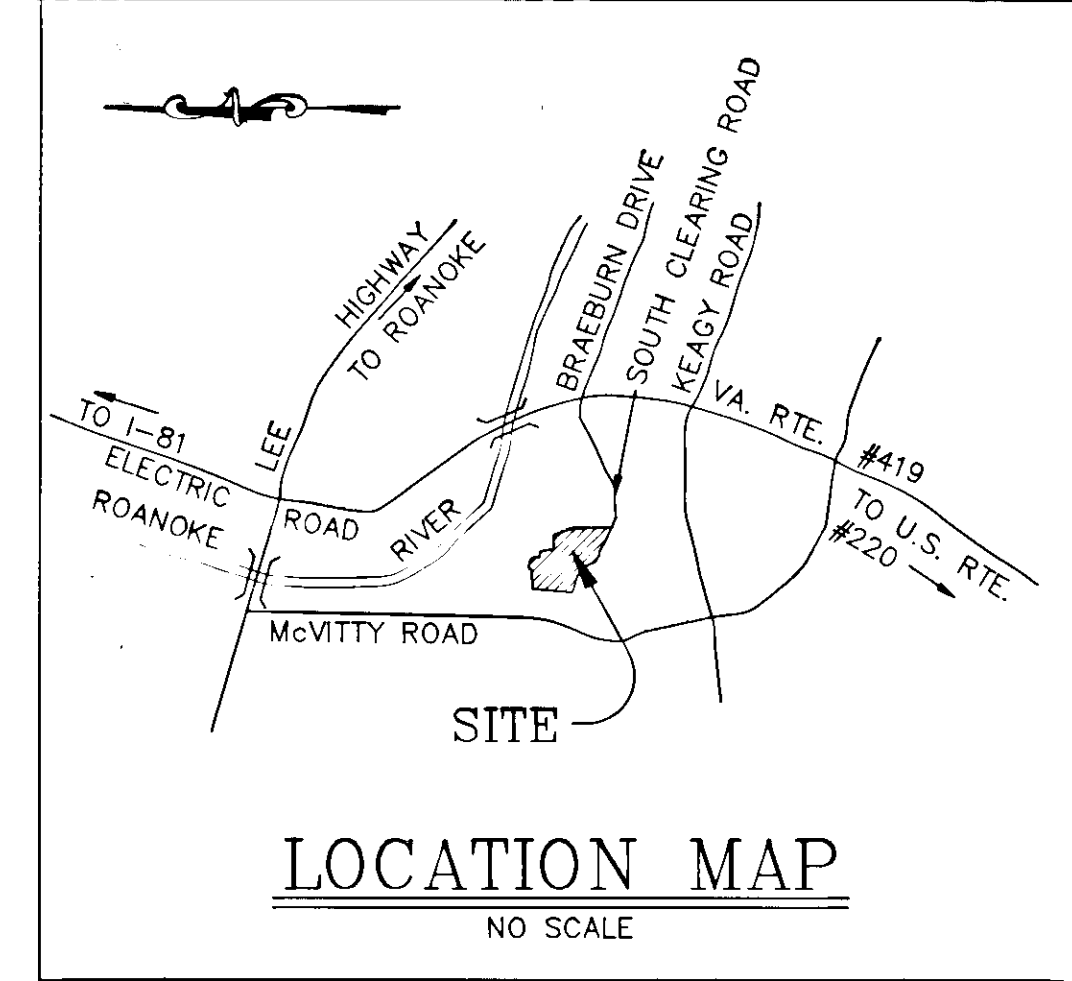 LEE HIGHWAY
TO ROANOKE
BRAEBURN DRIVE
SOUTH CLEARING ROAD
KEAGY ROAD
TO I-81
ELECTRIC ROAD
VA. RTE. #419
TO U.S. RTE.
#220
ROANOKE RIVER
McVITTY ROAD
SITE
LOCATION MAP
NO SCALE